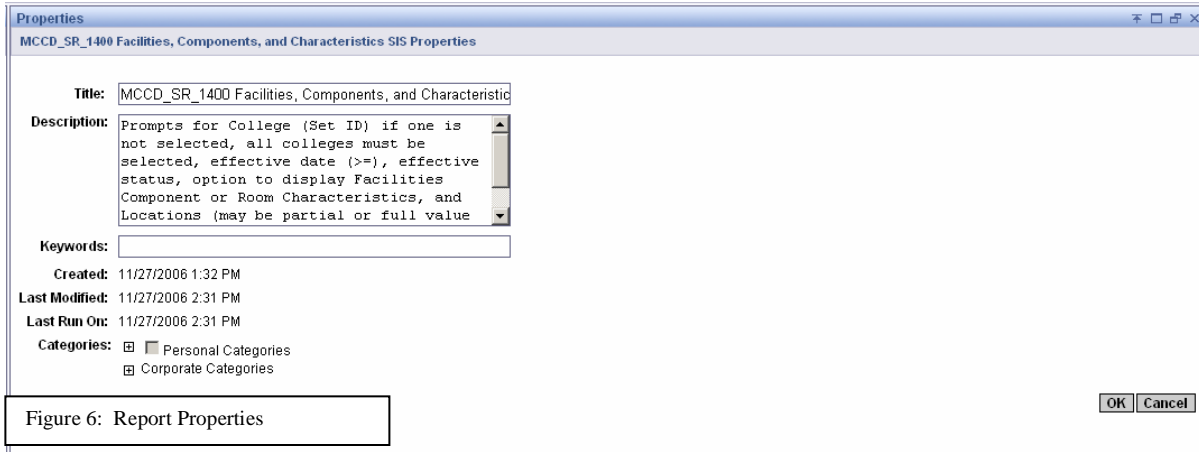 Properties
MCCD_SR_1400 Facilities, Components, and Characteristics SIS Properties
Title: MCCD_SR_1400 Facilities, Components, and Characteristic
Description: Prompts for College (Set ID) if one is
not selected, all colleges must be
selected, effective date (>=), effective
status, option to display Facilities
Component or Room Characteristics, and
Locations (may be partial or full value
Keywords:
Created: 11/27/2006 1:32 PM
Last Modified: 11/27/2006 2:31 PM
Last Run On: 11/27/2006 2:31 PM
Categories: Personal Categories
Corporate Categories
OK Cancel
Figure 6: Report Properties